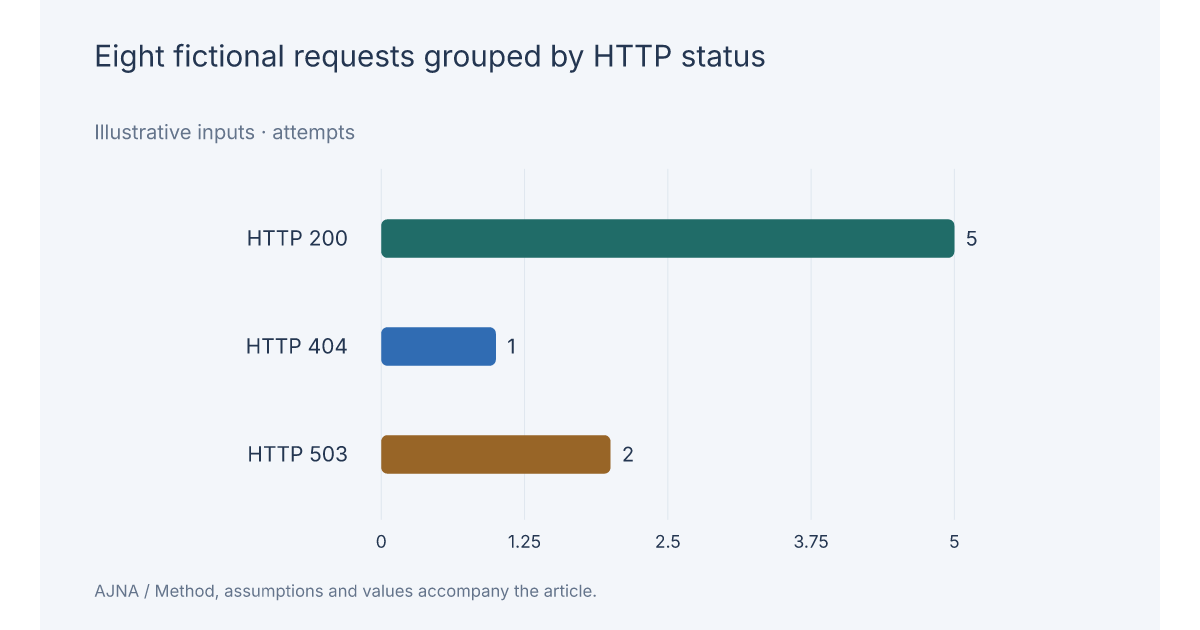 Eight fictional requests grouped by HTTP status
Illustrative inputs · attempts
HTTP 200 5
HTTP 404 1
HTTP 503 2
0 1.25 2.5 3.75 5
AJNA / Method, assumptions and values accompany the article.